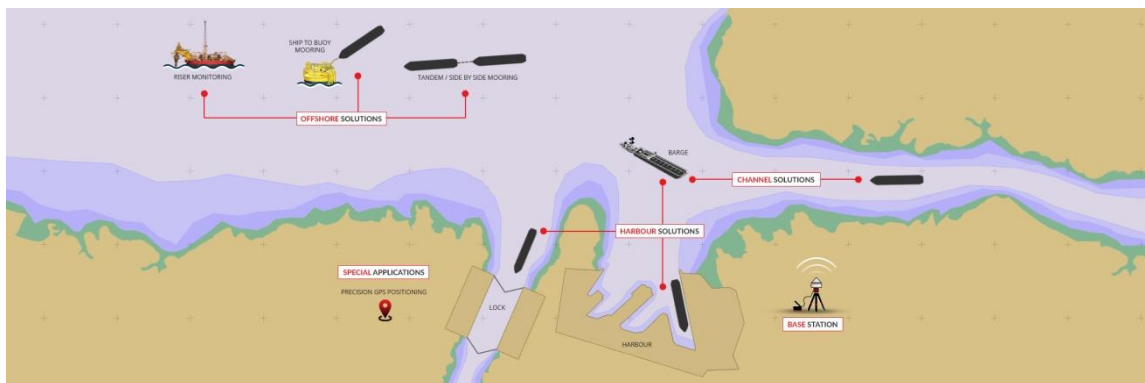 SHIP TO BUOY
MOORING
RISER MONITORING
TANDEM / SIDE BY SIDE MOORING
OFFSHORE SOLUTIONS
BARGE
CHANNEL SOLUTIONS
HARBOUR SOLUTIONS
SPECIAL APPLICATIONS
PRECISION GPS POSITIONING
LOCK
BASE STATION
HARBOUR